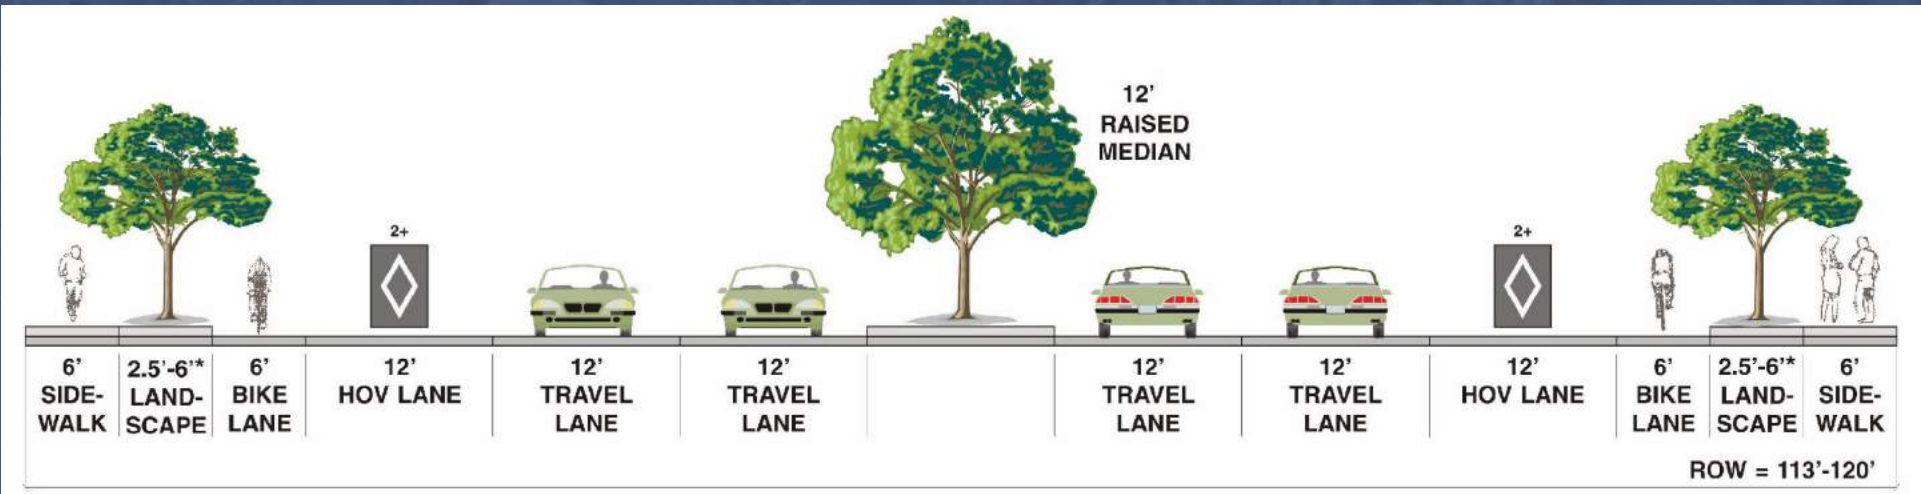 12'
RAISED
MEDIAN
2+
2+
6'
SIDE-
WALK
2.5'-6'*
LAND-
SCAPE
6'
BIKE
LANE
12'
HOV LANE
12'
TRAVEL
LANE
12'
TRAVEL
LANE
12'
TRAVEL
LANE
12'
TRAVEL
LANE
12'
HOV LANE
6'
BIKE
LANE
2.5'-6'*
LAND-
SCAPE
6'
SIDE-
WALK
ROW = 113'-120'